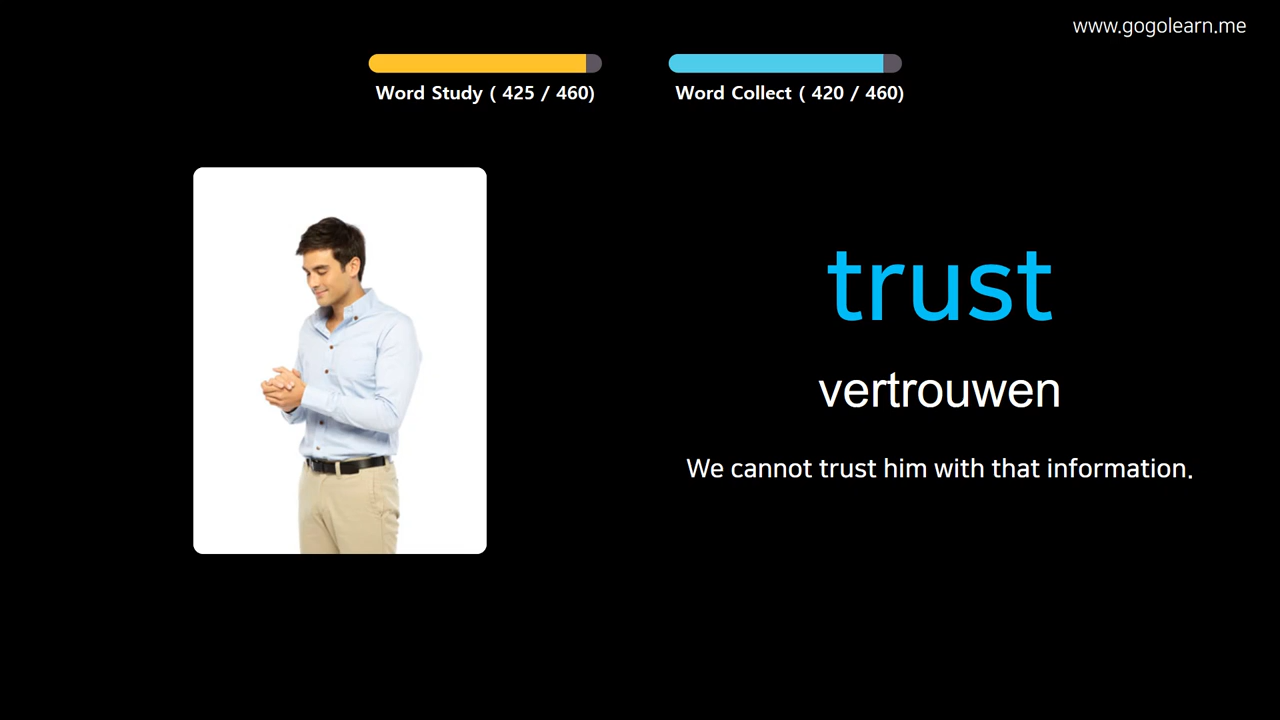 www.gogolearn.me
Word Study ( 425 / 460)
Word Collect ( 420 / 460)
trust
vertrouwen
We cannot trust him with that information.